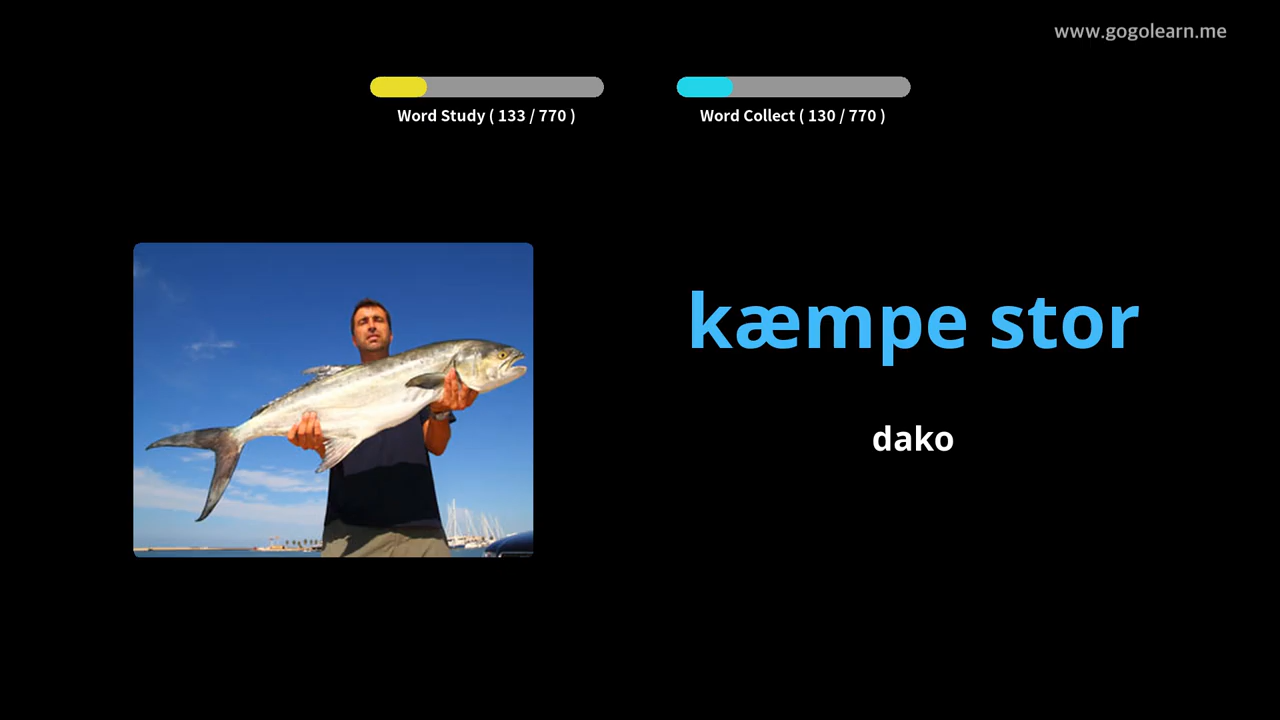 www.gogolearn.me
Word Study ( 133 / 770 )
Word Collect ( 130 / 770 )
kæmpe stor
dako